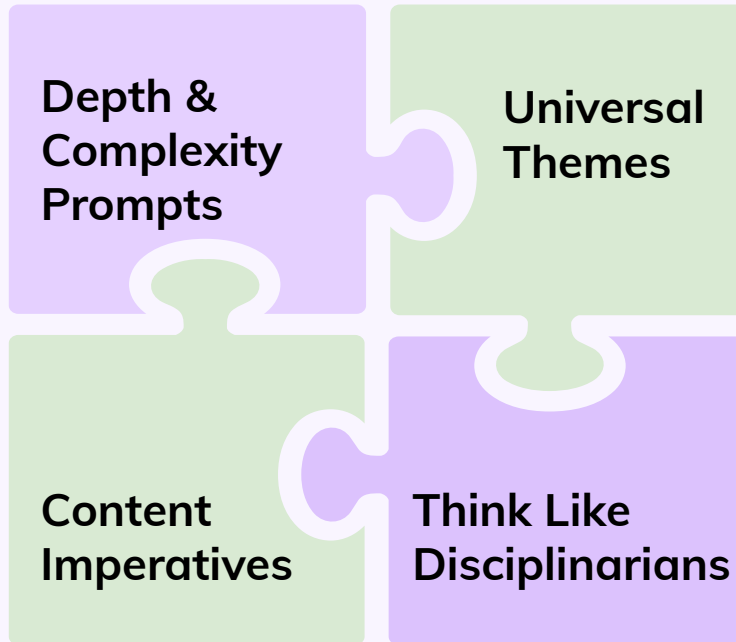 Depth &
Complexity
Prompts
Universal
Themes
Content
Imperatives
Think Like
Disciplinarians